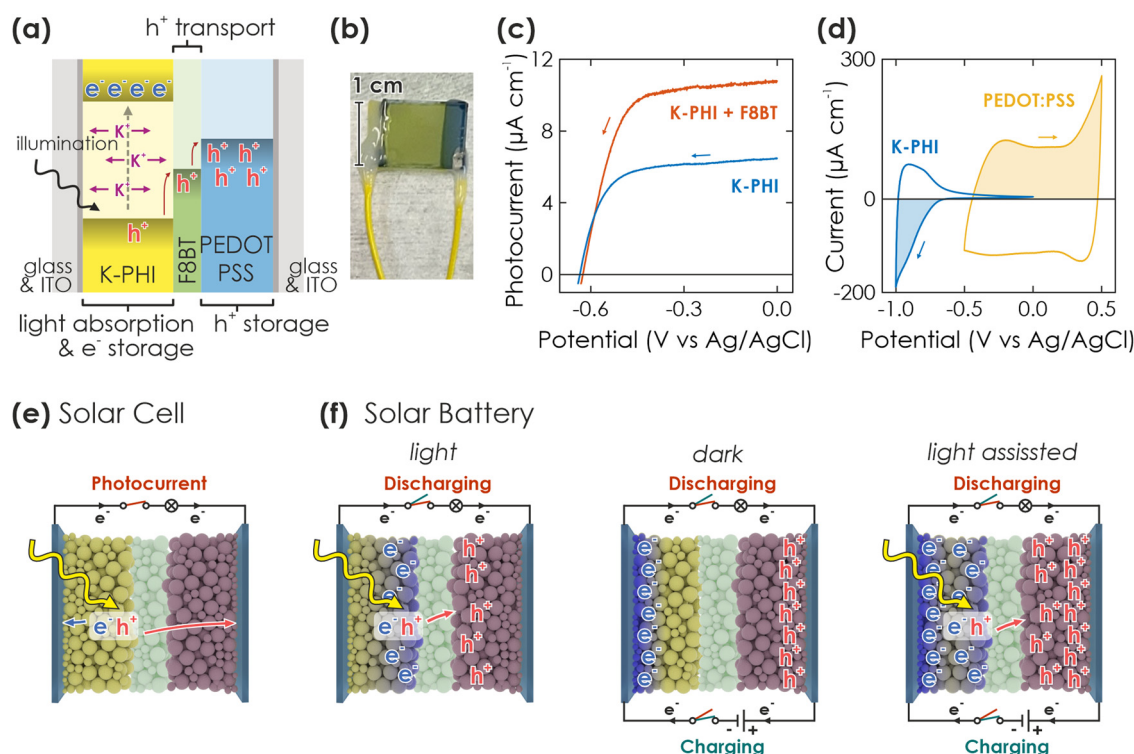 (a)
h⁺ transport
e⁻ e⁻ e⁻ e⁻
K⁺
K⁺
K⁺
illumination
h⁺
h⁺
h⁺ h⁺
h⁺ h⁺
glass
& ITO
K-PHI
F8BT
PEDOT
PSS
glass
& ITO
light absorption
& e⁻ storage
h⁺ storage
(b)
1 cm
(c)
Photocurrent (µA cm⁻¹)
12
8
4
0
K-PHI + F8BT
K-PHI
-0.6
-0.3
0.0
Potential (V vs Ag/AgCl)
(d)
Current (µA cm⁻¹)
300
0
-200
PEDOT:PSS
K-PHI
-1.0
-0.5
0.0
0.5
Potential (V vs Ag/AgCl)
(e) Solar Cell
Photocurrent
e⁻
e⁻
e⁻ h⁺
(f) Solar Battery
light
Discharging
e⁻
e⁻
e⁻
e⁻
e⁻ h⁺
e⁻
e⁻
e⁻
h⁺
h⁺
h⁺
h⁺
h⁺
h⁺
dark
Discharging
e⁻
e⁻
e⁻
e⁻
e⁻
e⁻
e⁻
e⁻
e⁻
h⁺
h⁺
h⁺
h⁺
h⁺
h⁺
h⁺
e⁻
- +
e⁻
Charging
light assissted
Discharging
e⁻
e⁻
e⁻ e⁻
e⁻ e⁻
e⁻
e⁻
e⁻ h⁺
e⁻ e⁻
e⁻ e⁻
e⁻ e⁻
h⁺ h⁺
h⁺ h⁺
h⁺ h⁺
h⁺ h⁺
h⁺ h⁺
h⁺ h⁺
e⁻
- +
e⁻
Charging